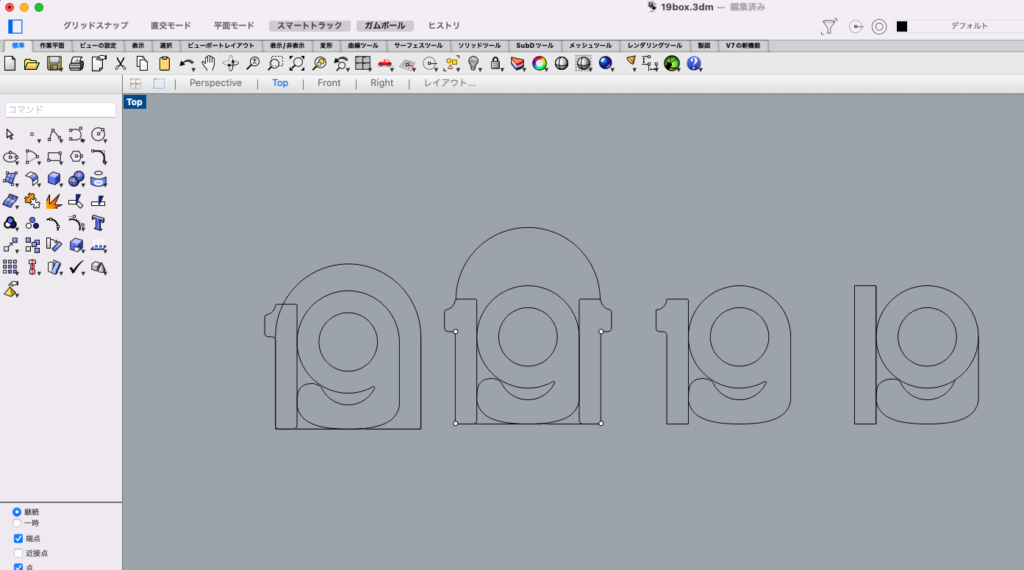 19box.3dm — 編集済み
グリッドスナップ 直交モード 平面モード スマートトラック ガムボール ヒストリ デフォルト
標準 作業平面 ビューの設定 表示 選択 ビューポートレイアウト 表示/非表示 変形 曲線ツール サーフェスツール ソリッドツール SubD ツール メッシュツール レンダリングツール 製図 V7 の新機能
Perspective Top Front Right レイアウト...
Top
コマンド
19 19 19 19
継続
一時
端点
近接点
点